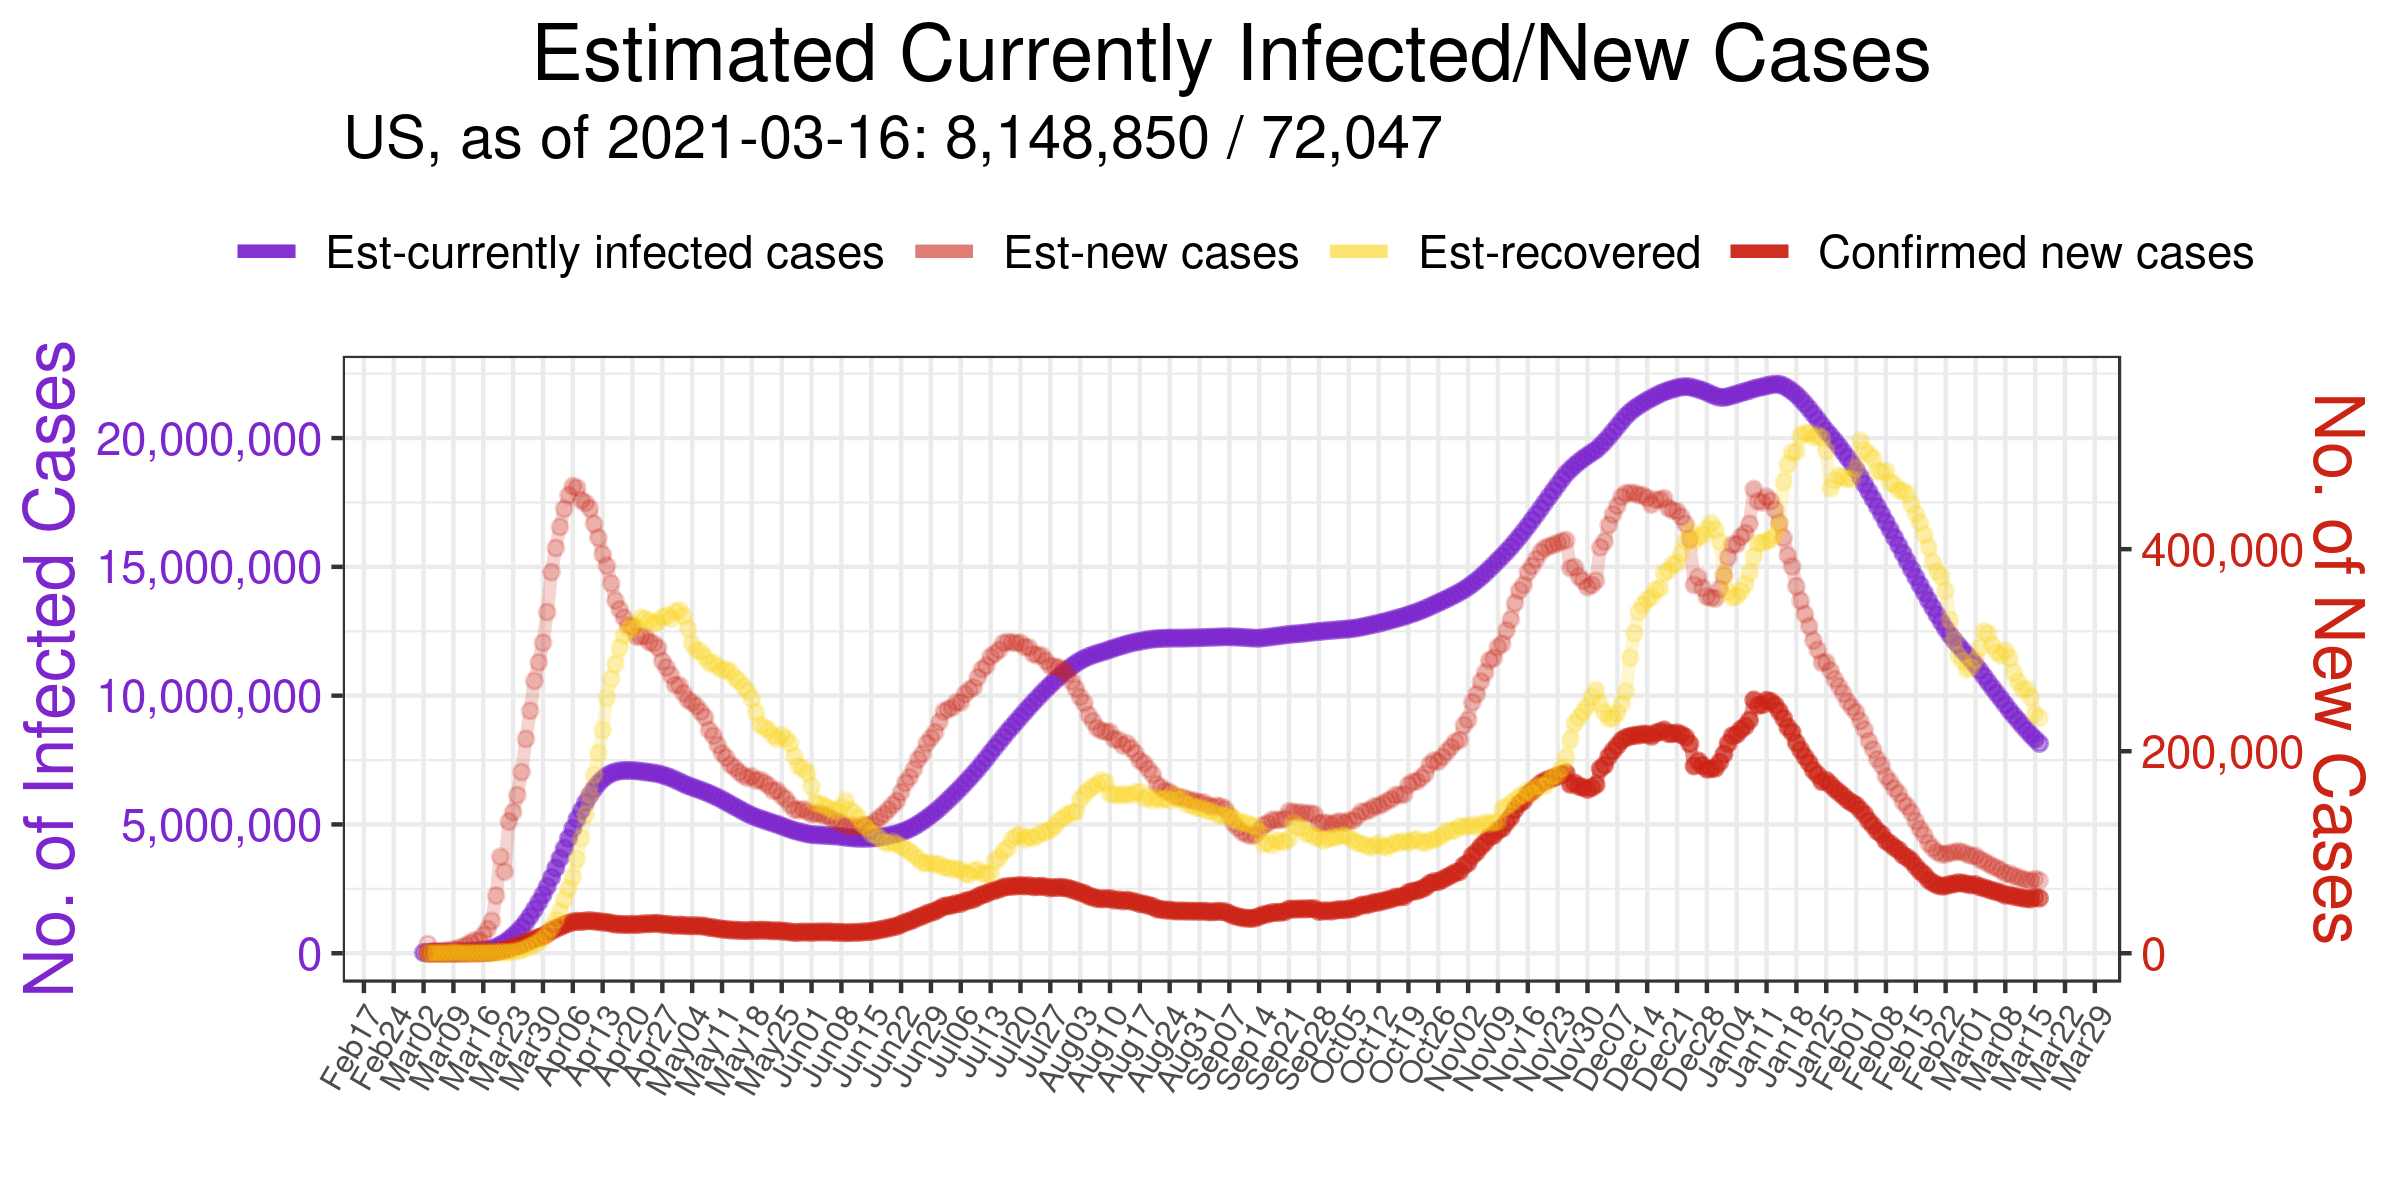 Estimated Currently Infected/New Cases
US, as of 2021-03-16: 8,148,850 / 72,047
Est-currently infected cases
Est-new cases
Est-recovered
Confirmed new cases
No. of Infected Cases
20,000,000
15,000,000
10,000,000
5,000,000
0
400,000
200,000
0
No. of New Cases
Feb17
Feb24
Mar02
Mar09
Mar16
Mar23
Mar30
Apr06
Apr13
Apr20
Apr27
May04
May11
May18
May25
Jun01
Jun08
Jun15
Jun22
Jun29
Jul06
Jul13
Jul20
Jul27
Aug03
Aug10
Aug17
Aug24
Aug31
Sep07
Sep14
Sep21
Sep28
Oct05
Oct12
Oct19
Oct26
Nov02
Nov09
Nov16
Nov23
Nov30
Dec07
Dec14
Dec21
Dec28
Jan04
Jan11
Jan18
Jan25
Feb01
Feb08
Feb15
Feb22
Mar01
Mar08
Mar15
Mar22
Mar29